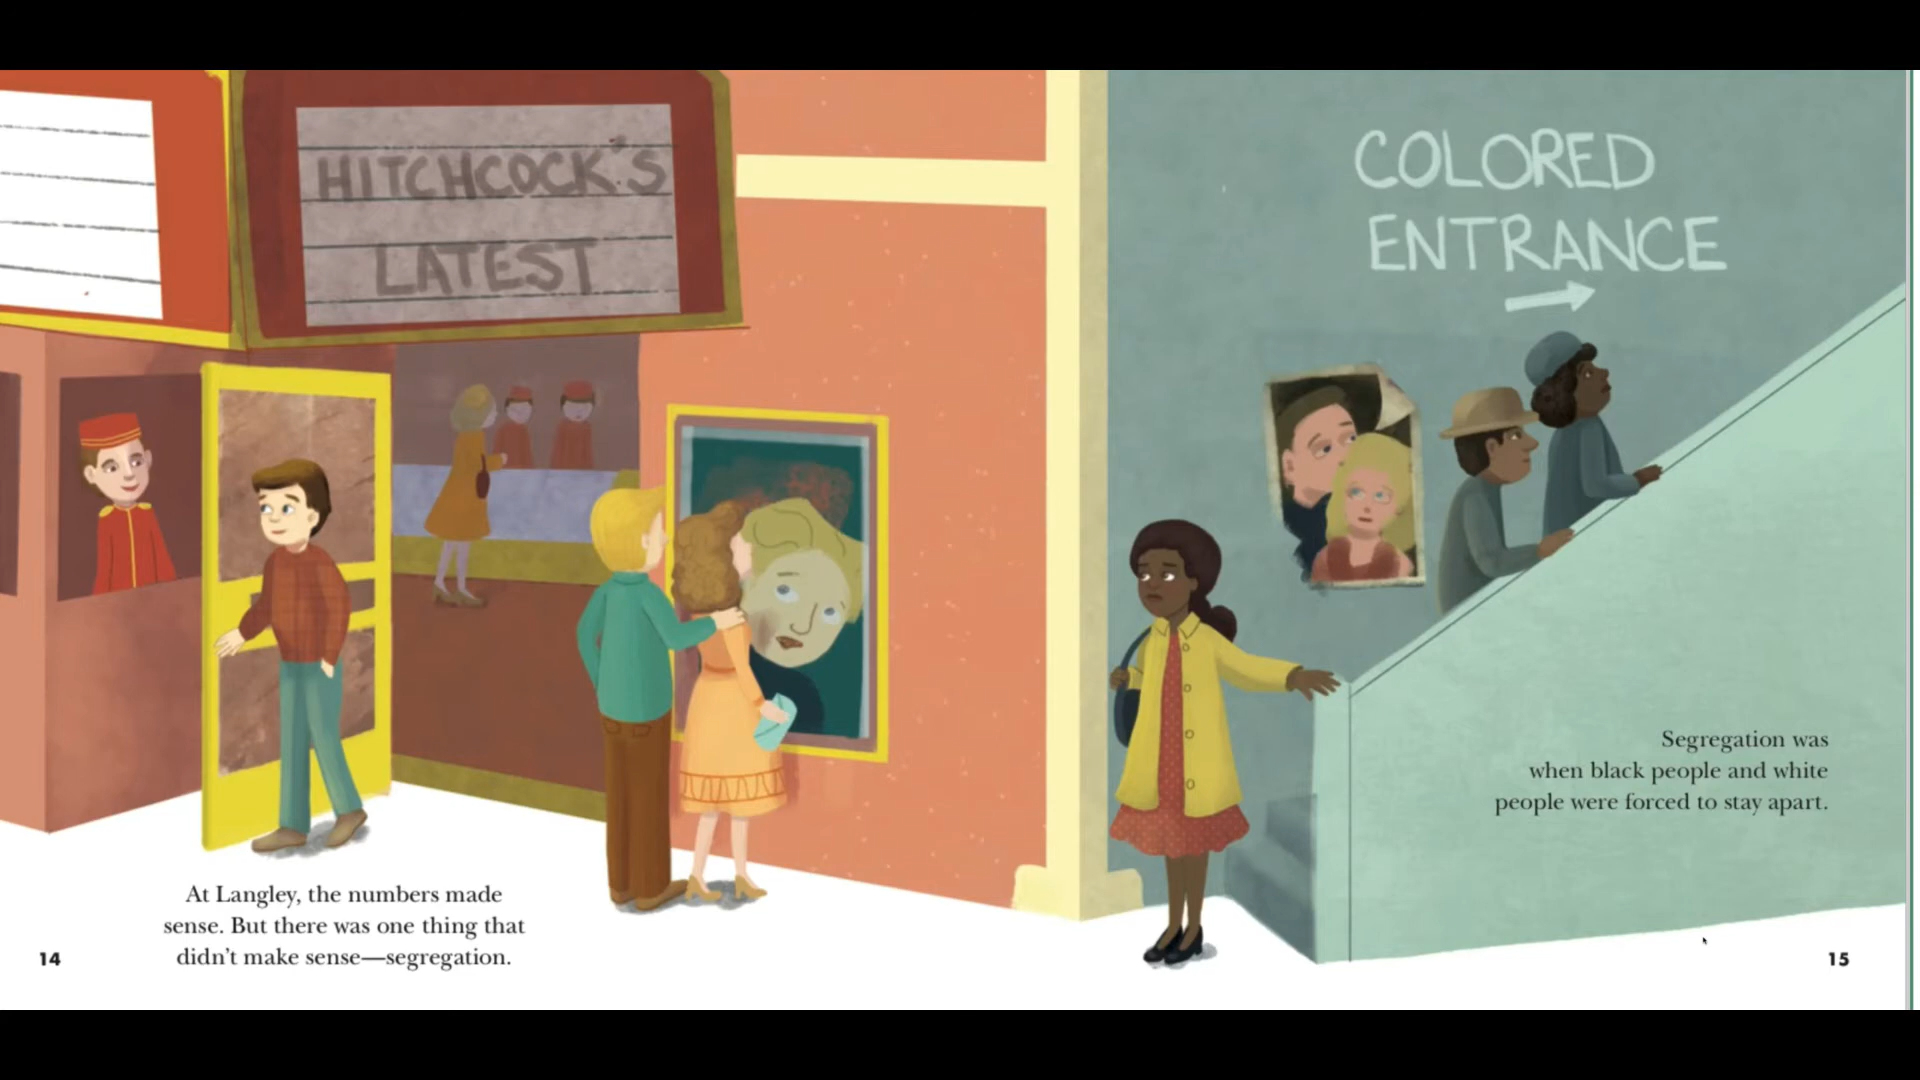 HITCHCOCK'S
LATEST
At Langley, the numbers made
sense. But there was one thing that
didn't make sense—segregation.
14
COLORED
ENTRANCE
Segregation was
when black people and white
people were forced to stay apart.
15